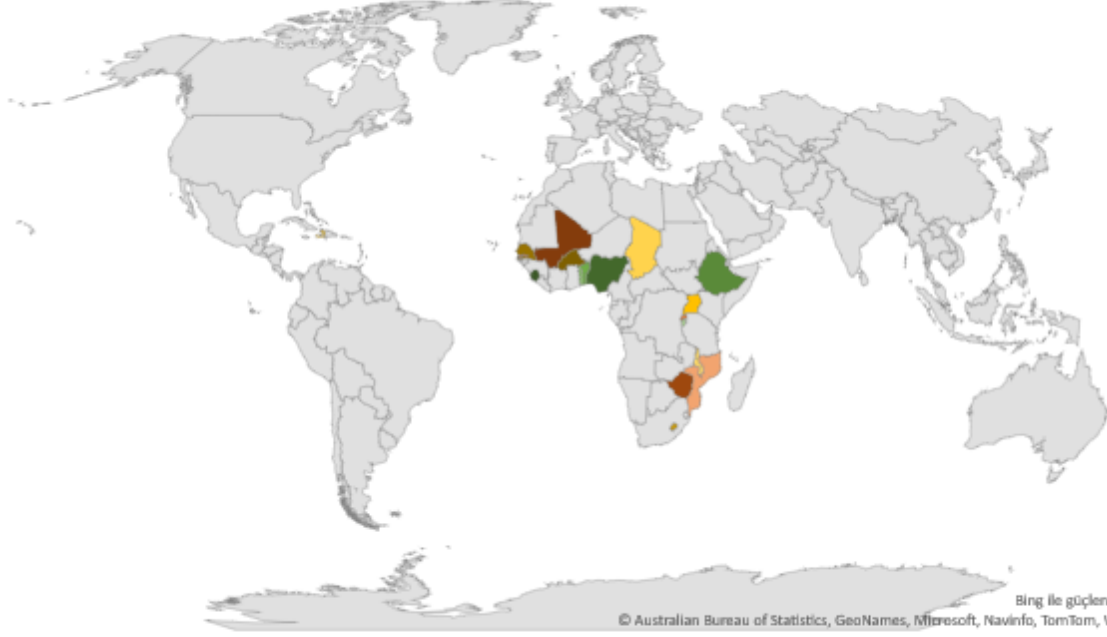 Bing ile güçlen
© Australian Bureau of Statistics, GeoNames, Microsoft, Navinfo, TomTom,